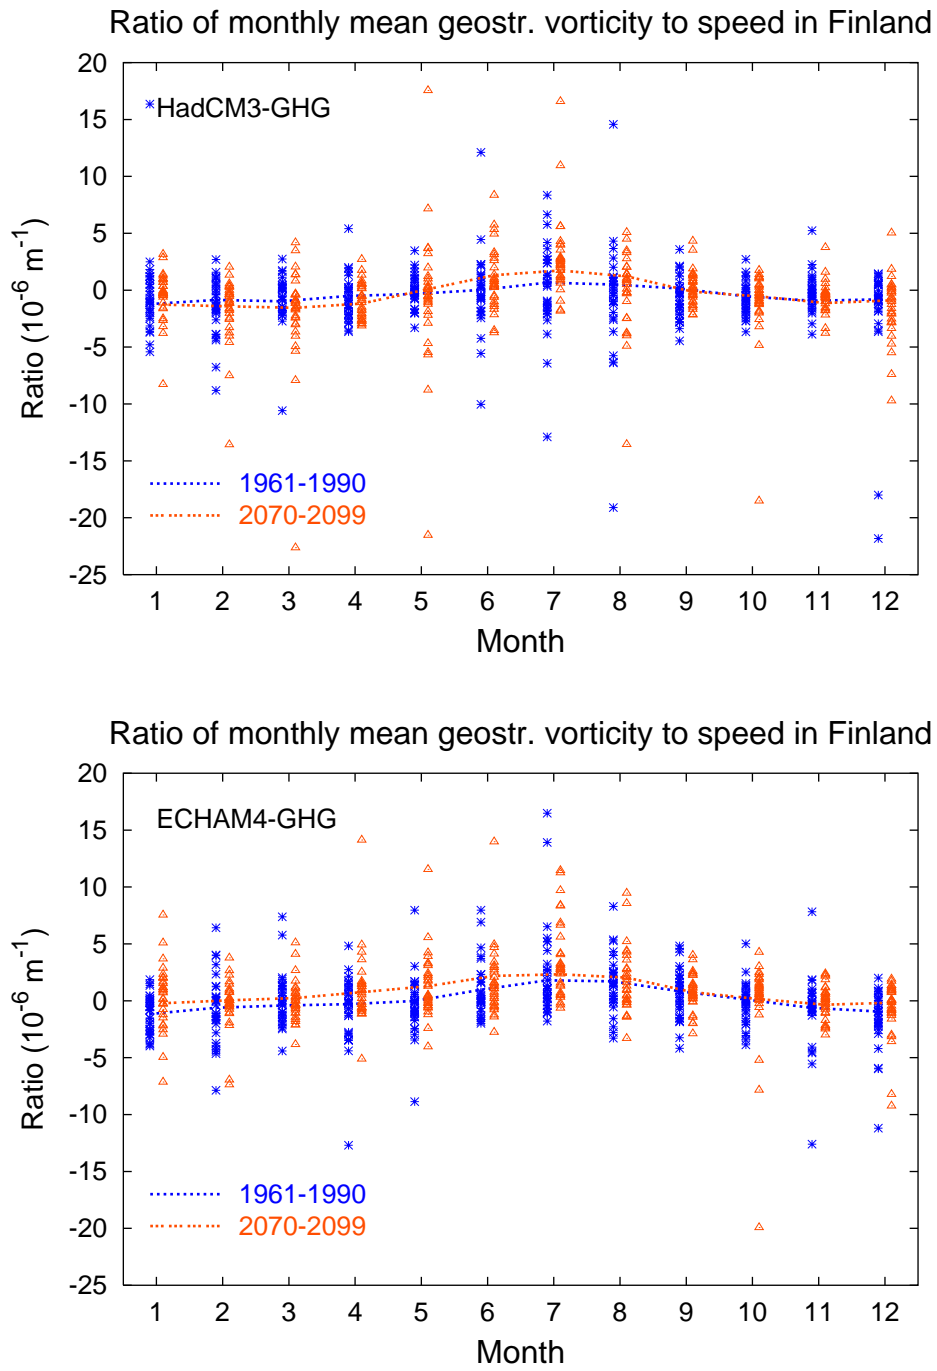 Ratio of monthly mean geostr. vorticity to speed in Finland
20
15
10
5
0
-5
-10
-15
-20
-25
Ratio (10⁻⁶ m⁻¹)
HadCM3-GHG
1961-1990
2070-2099
1 2 3 4 5 6 7 8 9 10 11 12
Month
Ratio of monthly mean geostr. vorticity to speed in Finland
20
15
10
5
0
-5
-10
-15
-20
-25
Ratio (10⁻⁶ m⁻¹)
ECHAM4-GHG
1961-1990
2070-2099
1 2 3 4 5 6 7 8 9 10 11 12
Month